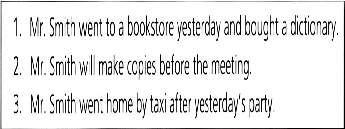 1. Mr. Smith went to a bookstore yesterday and bought a dictionary.
2. Mr. Smith will make copies before the meeting.
3. Mr. Smith went home by taxi after yesterday's party.